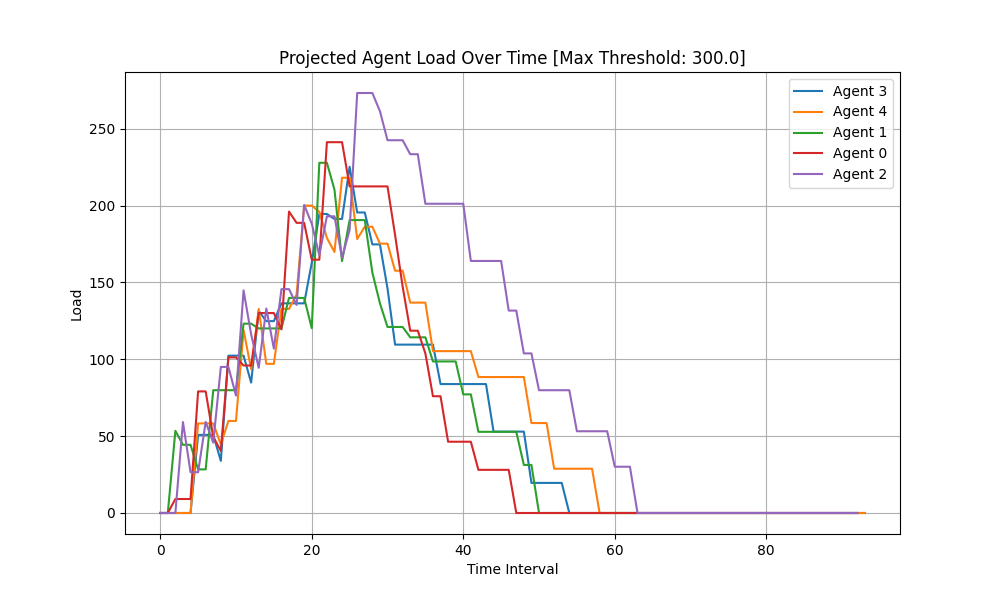 Projected Agent Load Over Time [Max Threshold: 300.0]
Agent 3
Agent 4
Agent 1
Agent 0
Agent 2
250
200
150
100
50
0
Load
0 20 40 60 80
Time Interval